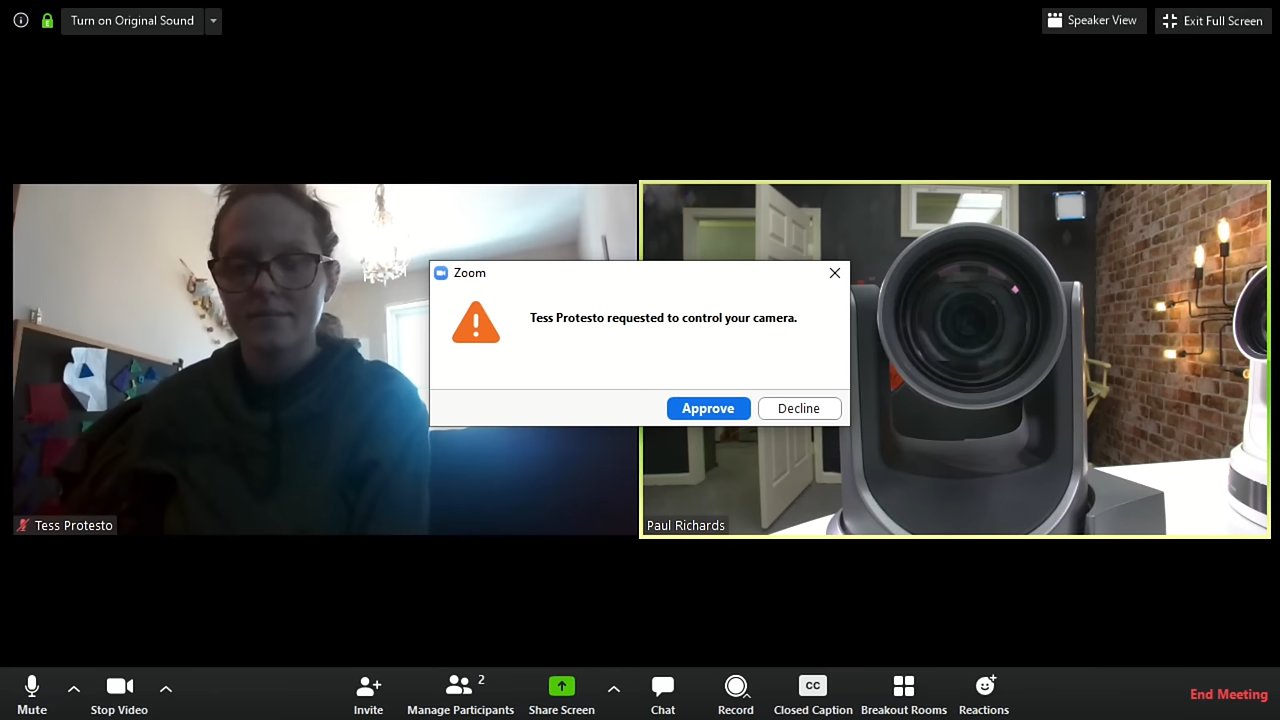 Turn on Original Sound
Speaker View
Exit Full Screen
Zoom
Tess Protesto requested to control your camera.
Approve
Decline
Tess Protesto
Paul Richards
Mute
Stop Video
Invite
2
Manage Participants
Share Screen
Chat
Record
CC
Closed Caption
Breakout Rooms
Reactions
End Meeting